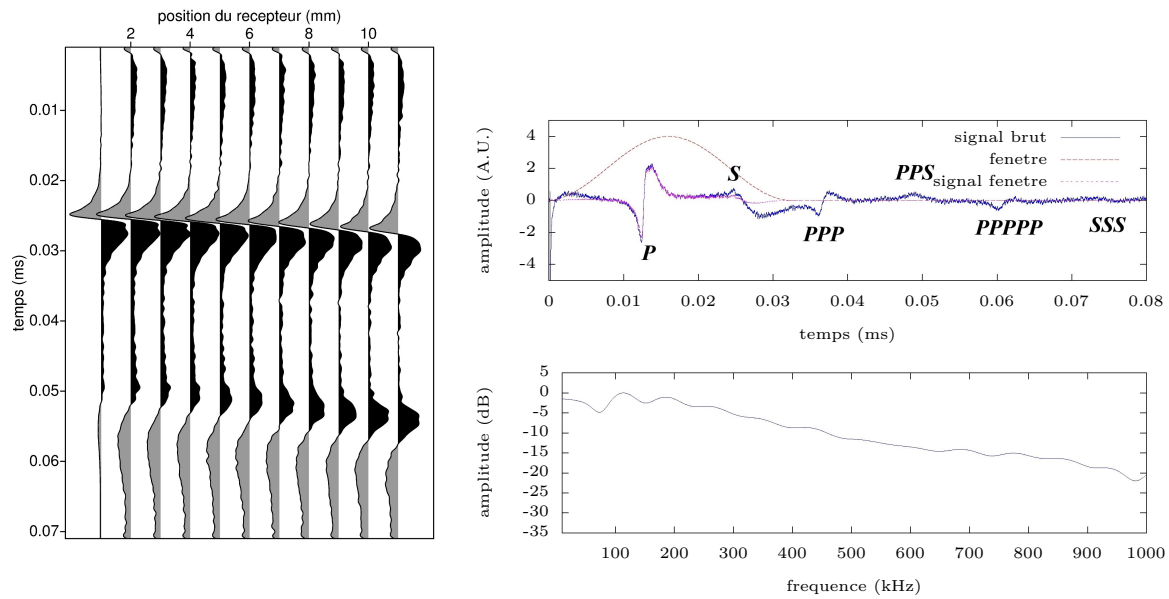 position du recepteur (mm)
2 4 6 8 10
0.01
0.02
0.03
0.04
0.05
0.06
0.07
temps (ms)
amplitude (A.U.)
4
2
0
-2
-4
signal brut
fenetre
signal fenetre
P
S
PPP
PPS
PPPPP
SSS
0 0.01 0.02 0.03 0.04 0.05 0.06 0.07 0.08
temps (ms)
amplitude (dB)
5
0
-5
-10
-15
-20
-25
-30
-35
100 200 300 400 500 600 700 800 900 1000
frequence (kHz)